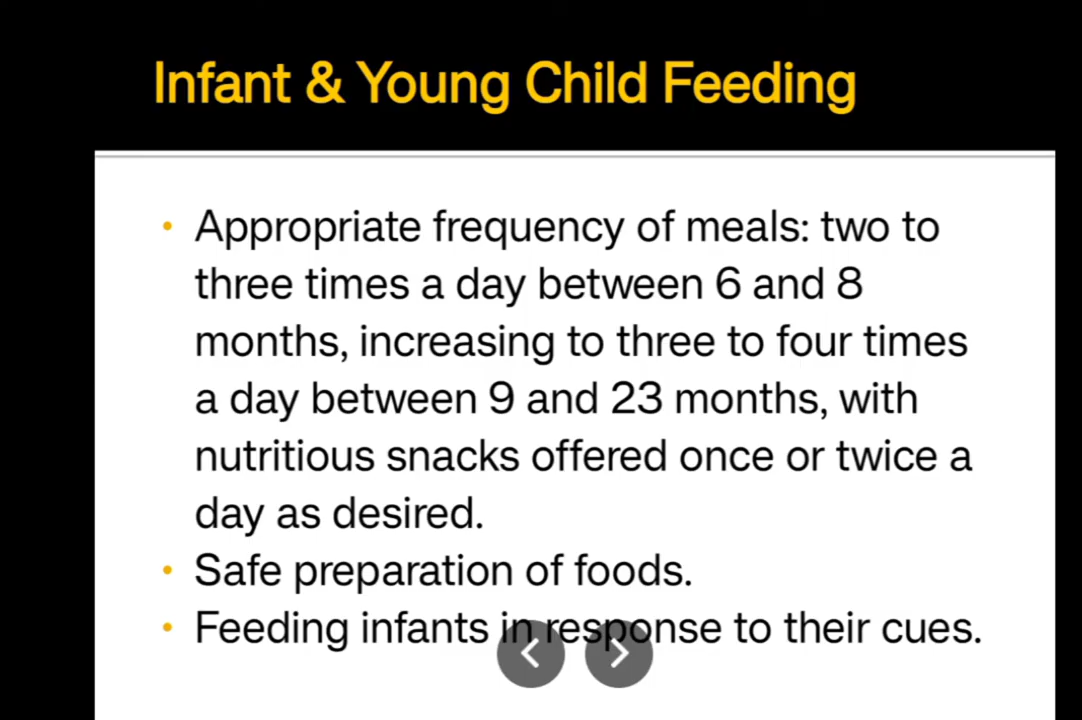 Infant & Young Child Feeding
• Appropriate frequency of meals: two to
three times a day between 6 and 8
months, increasing to three to four times
a day between 9 and 23 months, with
nutritious snacks offered once or twice a
day as desired.
• Safe preparation of foods.
• Feeding infants in response to their cues.